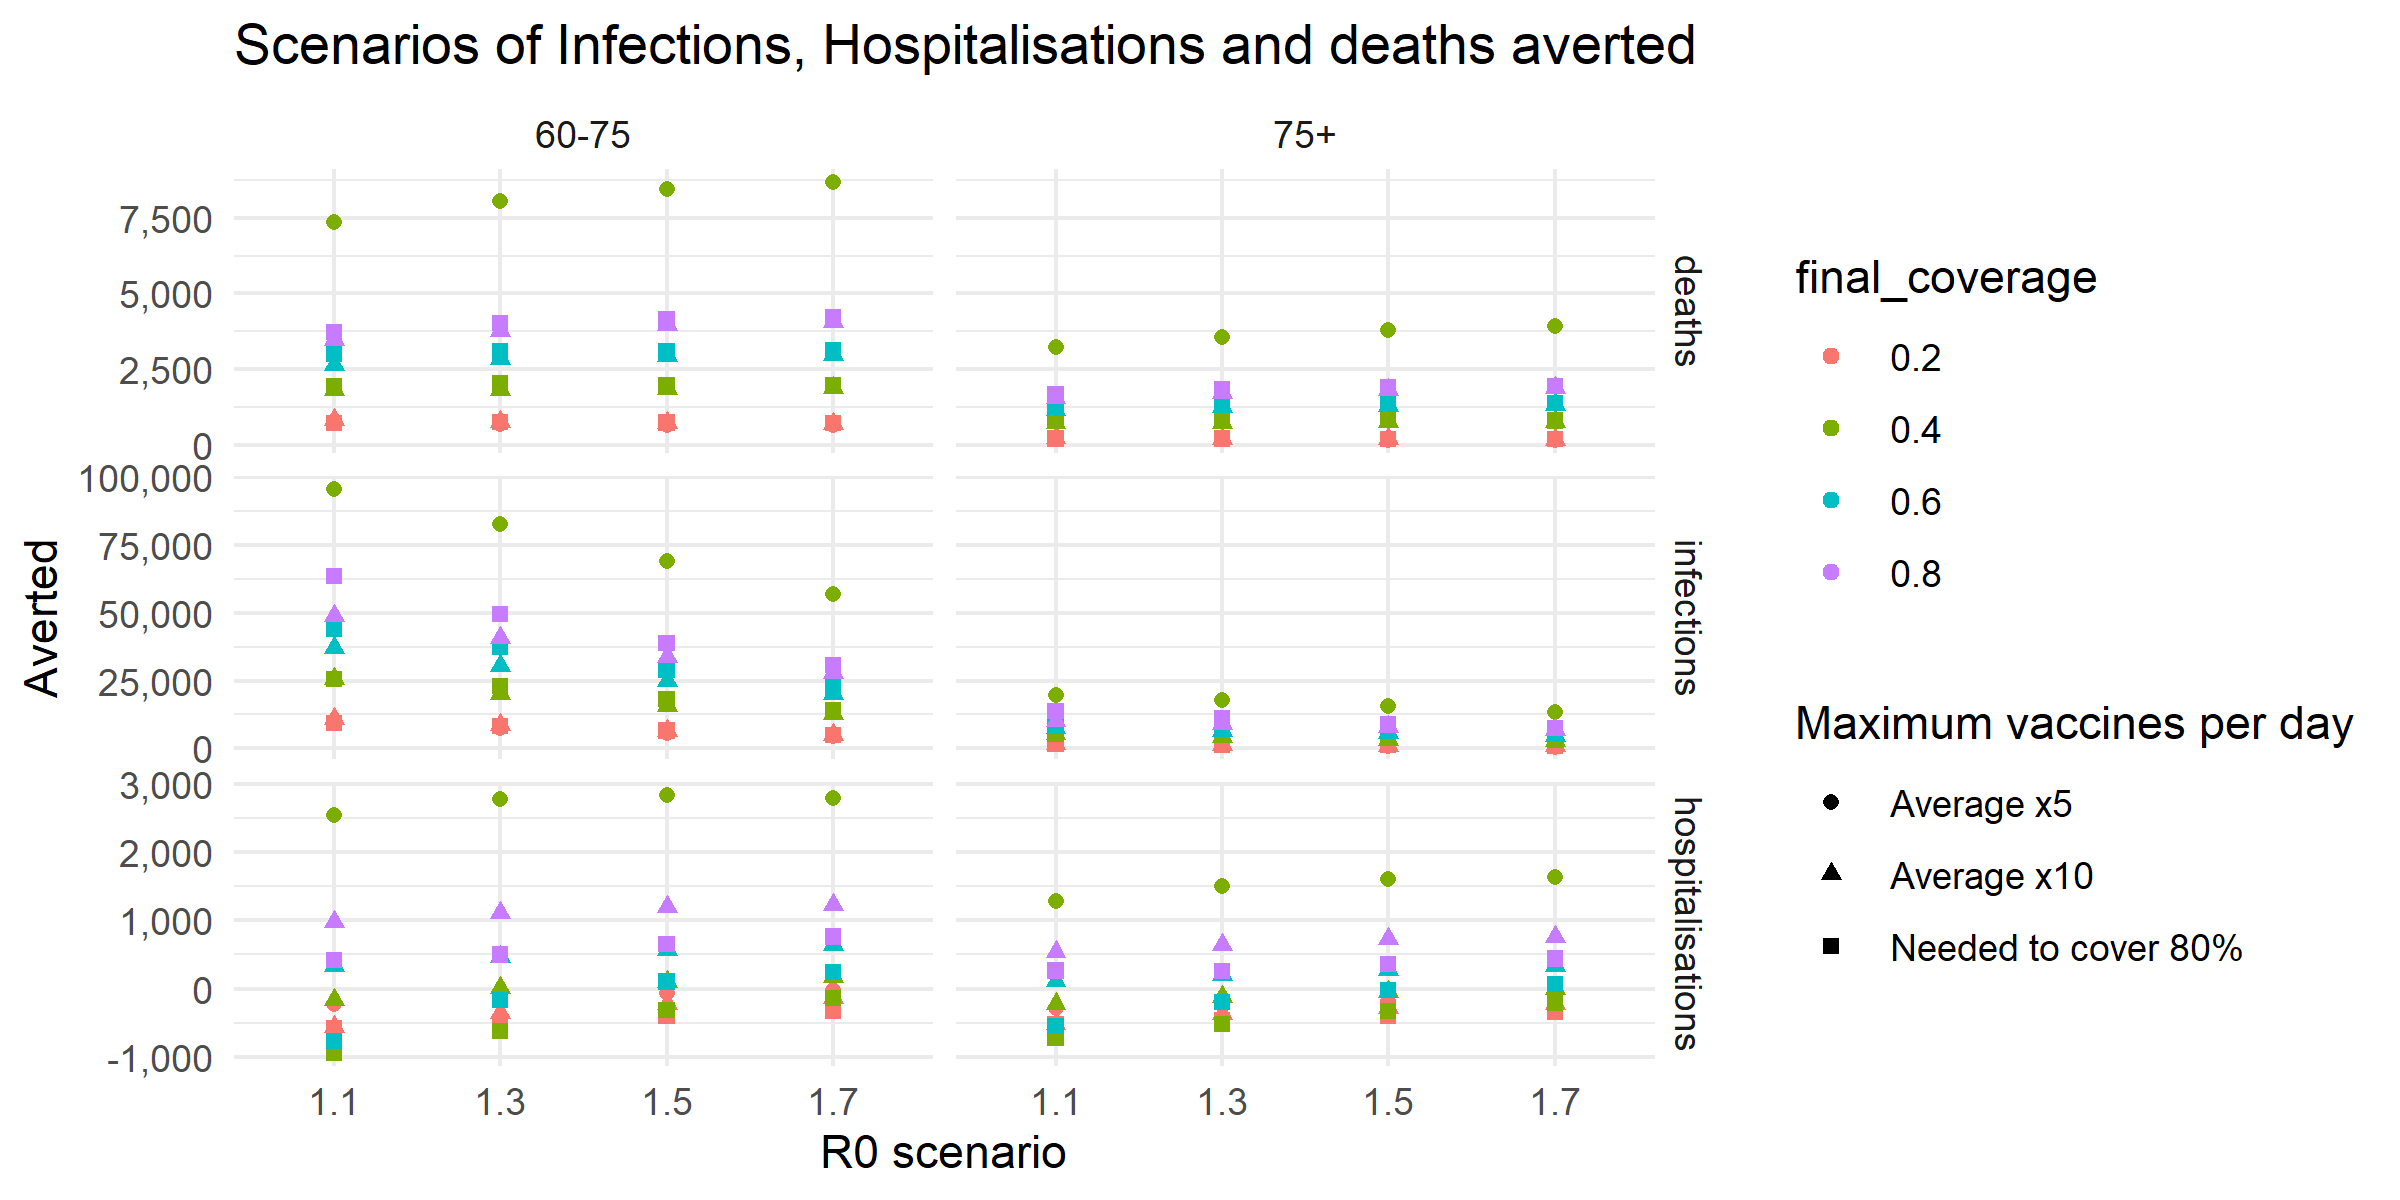 Scenarios of Infections, Hospitalisations and deaths averted
60-75
75+
7,500
5,000
2,500
0
deaths
100,000
75,000
50,000
25,000
0
infections
3,000
2,000
1,000
0
-1,000
hospitalisations
Averted
1.1 1.3 1.5 1.7
1.1 1.3 1.5 1.7
R0 scenario
final_coverage
0.2
0.4
0.6
0.8
Maximum vaccines per day
Average x5
Average x10
Needed to cover 80%